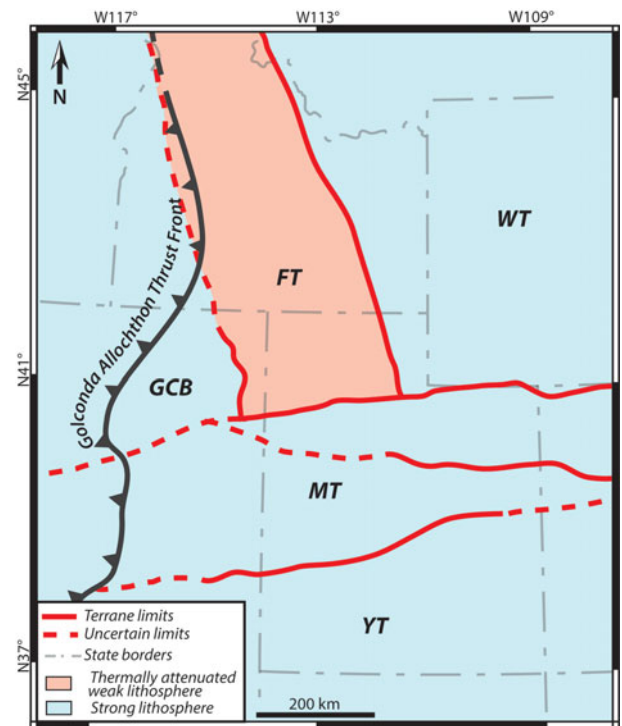 W117° W113° W109°
N45°
N
WT
Golconda Allochthon Thrust Front
FT
N41°
GCB
MT
YT
N37°
Terrane limits
Uncertain limits
State borders
Thermally attenuated
weak lithosphere
Strong lithosphere
200 km